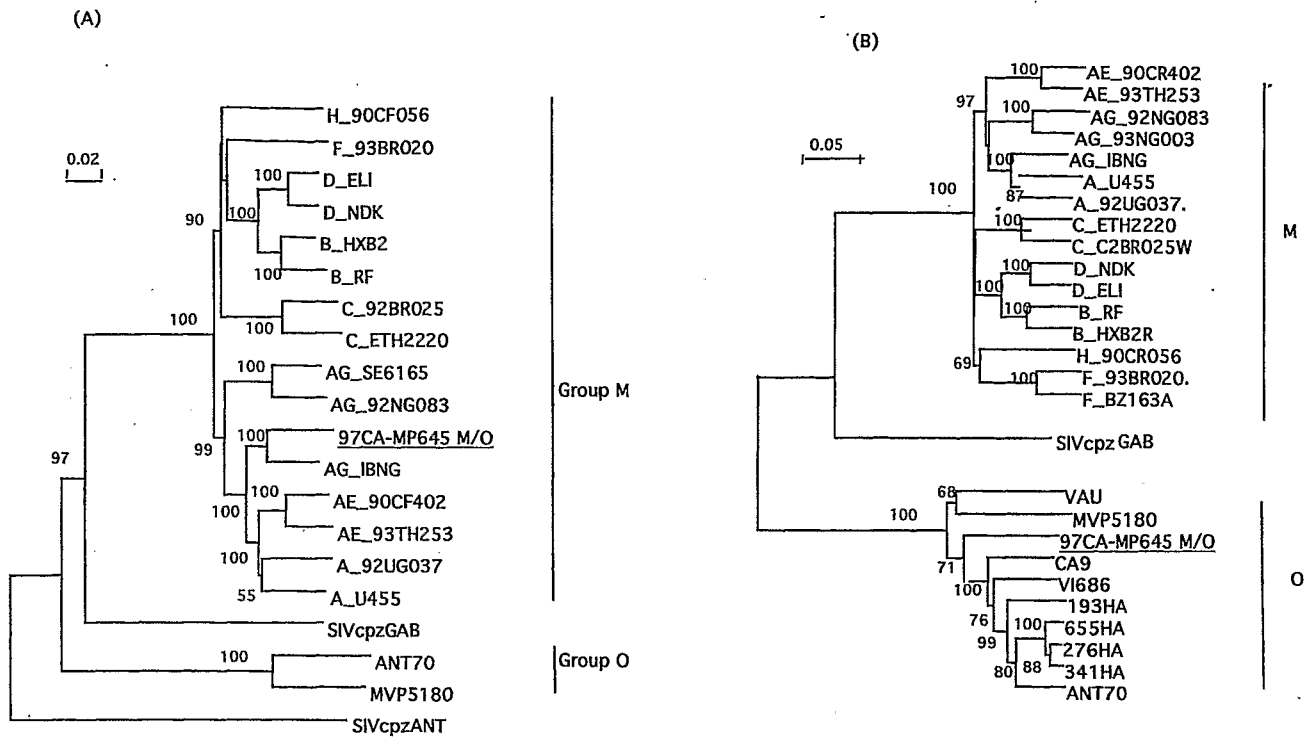 (A)
0.02
H_90CF056
F_93BR020
100
D_ELI
100
D_NDK
90
B_HXB2
100
B_RF
C_92BR025
100
100
C_ETH2220
100
AG_SE6165
AG_92NG083
100
97CA-MP645 M/O
99
97
AG_IBNG
100
AE_90CF402
100
AE_93TH253
100
A_92UG037
55
A_U455
SIVcpzGAB
100
ANT70
MVP5180
SIVcpzANT
Group M
Group O
(B)
0.05
100
AE_90CR402
97
AE_93TH253
100
AG_92NG083
AG_93NG003
100
AG_IBNG
A_U455
100
87
A_92UG037.
100
C_ETH2220
C_C2BR025W
100
D_NDK
100
D_ELI
100
B_RF
B_HXB2R
69
H_90CR056
100
F_93BR020.
F_BZ163A
SIVcpzGAB
68
VAU
100
MVP5180
97CA-MP645 M/O
71
CA9
100
VI686
76
193HA
99
100
655HA
276HA
80
88
341HA
ANT70
M
O